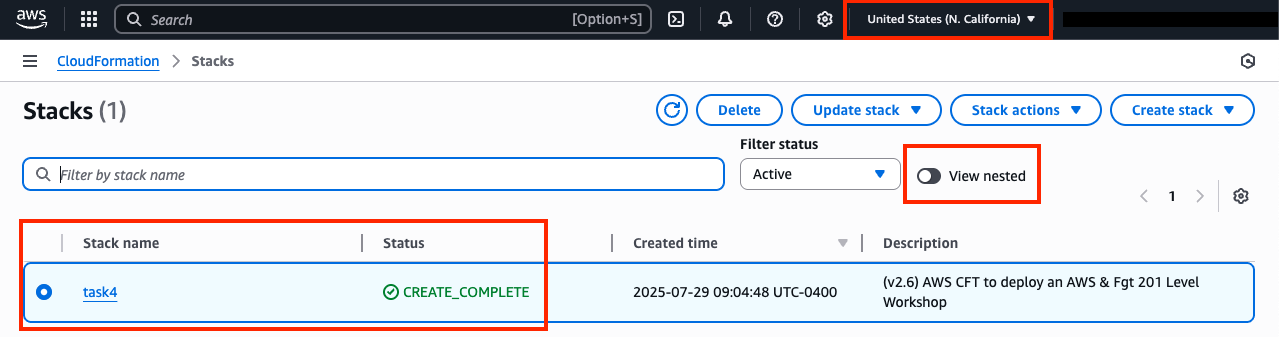 aws
Search
[Option+S]
United States (N. California)
CloudFormation
Stacks
Stacks (1)
Delete
Update stack
Stack actions
Create stack
Filter status
Filter by stack name
Active
View nested
1
Stack name
Status
Created time
Description
task4
CREATE_COMPLETE
2025-07-29 09:04:48 UTC-0400
(v2.6) AWS CFT to deploy an AWS & Fgt 201 Level
Workshop